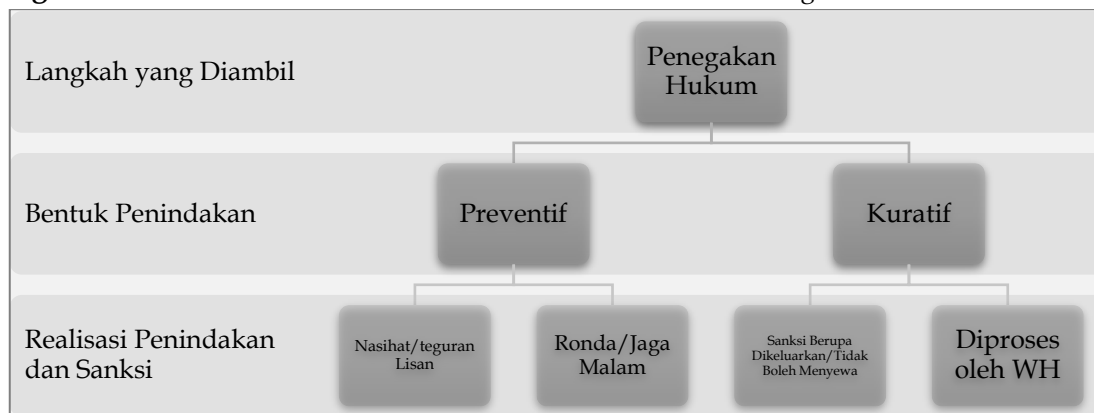 Langkah yang Diambil
Penegakan
Hukum
Bentuk Penindakan
Preventif
Kuratif
Realisasi Penindakan
dan Sanksi
Nasihat/teguran
Lisan
Ronda/Jaga
Malam
Sanksi Berupa
Dikeluarkan/Tidak
Boleh Menyewa
Diproses
oleh WH